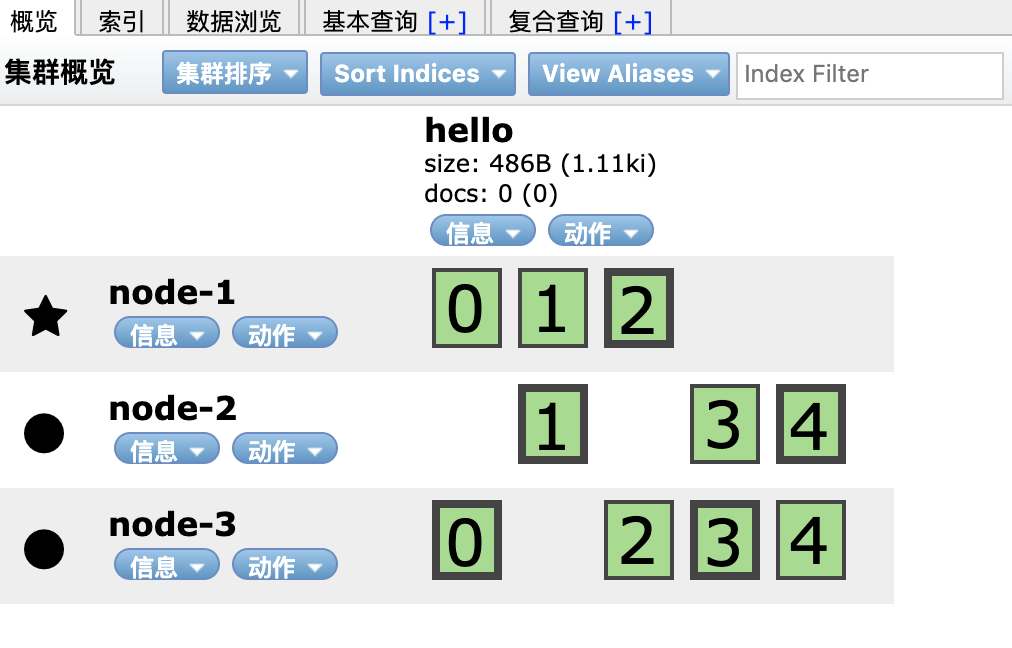 概览 索引 数据浏览 基本查询 [+] 复合查询 [+]
集群概览 集群排序 Sort Indices View Aliases Index Filter
hello
size: 486B (1.11ki)
docs: 0 (0)
信息 动作
node-1 0 1 2
信息 动作
node-2 1 3 4
信息 动作
node-3 0 2 3 4
信息 动作